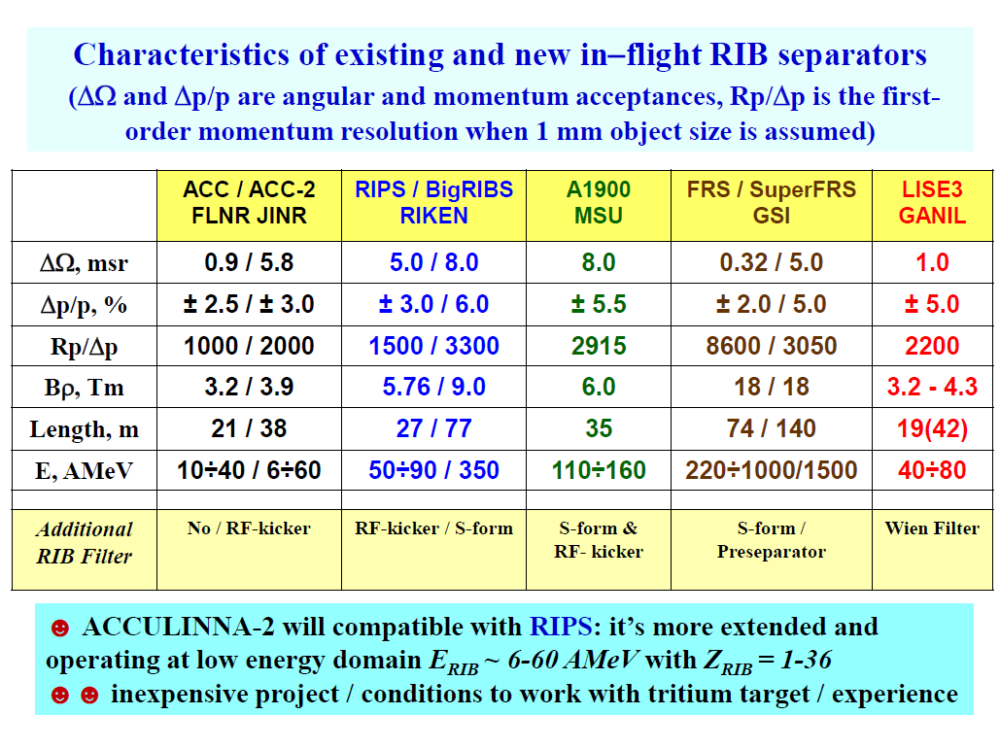 Characteristics of existing and new in–flight RIB separators
(ΔΩ and Δp/p are angular and momentum acceptances, Rp/Δp is the first-
order momentum resolution when 1 mm object size is assumed)
ACC / ACC-2 RIPS / BigRIBS A1900 FRS / SuperFRS LISE3
FLNR JINR RIKEN MSU GSI GANIL
ΔΩ, msr 0.9 / 5.8 5.0 / 8.0 8.0 0.32 / 5.0 1.0
Δp/p, % ± 2.5 / ± 3.0 ± 3.0 / 6.0 ± 5.5 ± 2.0 / 5.0 ± 5.0
Rp/Δp 1000 / 2000 1500 / 3300 2915 8600 / 3050 2200
Bρ, Tm 3.2 / 3.9 5.76 / 9.0 6.0 18 / 18 3.2 - 4.3
Length, m 21 / 38 27 / 77 35 74 / 140 19(42)
E, AMeV 10÷40 / 6÷60 50÷90 / 350 110÷160 220÷1000/1500 40÷80
Additional No / RF-kicker RF-kicker / S-form S-form & S-form / Wien Filter
RIB Filter RF- kicker Preseparator
☻ ACCULINNA-2 will compatible with RIPS: it's more extended and
operating at low energy domain E_RIB ~ 6-60 AMeV with Z_RIB = 1-36
☻ ☻ inexpensive project / conditions to work with tritium target / experience